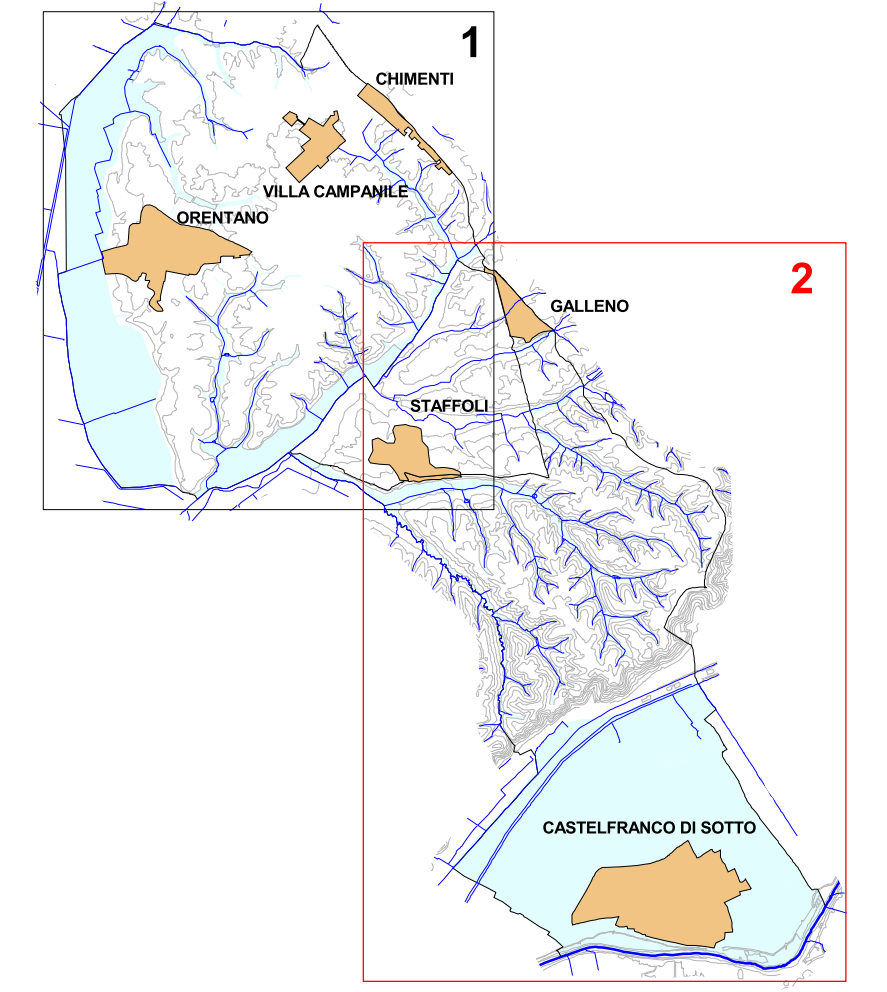 1
CHIMENTI
VILLA CAMPANILE
ORENTANO
2
GALLENO
STAFFOLI
CASTELFRANCO DI SOTTO